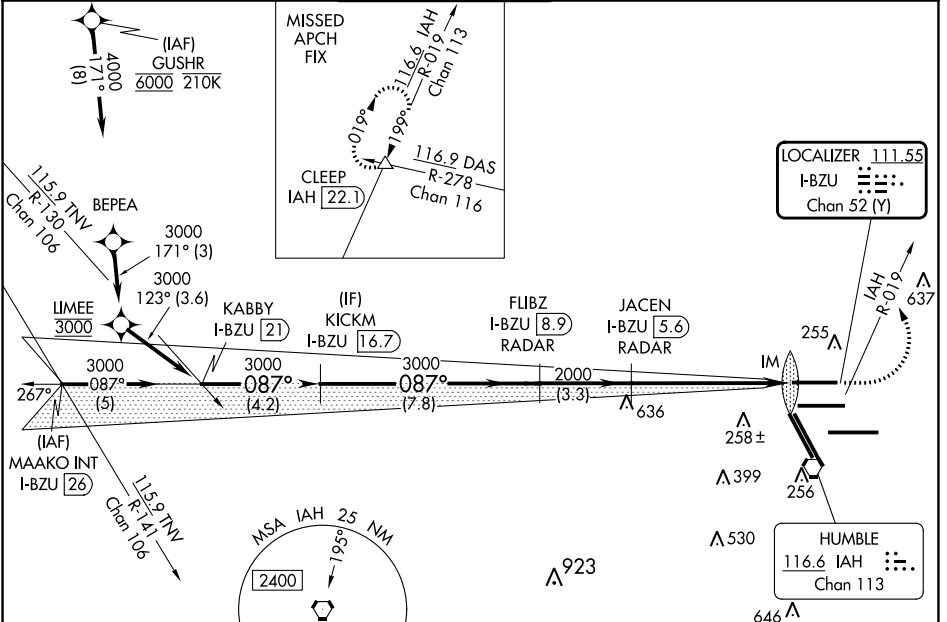 (IAF)
GUSHR
6000 210K
4000
171°
(8)
MISSED
APCH
FIX
116.6 IAH
R-019
Chan 113
019°
199°
CLEEP
IAH 22.1
116.9 DAS
R-278
Chan 116
LOCALIZER 111.55
I-BZU
Chan 52 (Y)
115.9 TNV
R-130
Chan 106
BEPEA
3000
171° (3)
3000
123° (3.6)
LIMEE
3000
KABBY
I-BZU 21
(IF)
KICKM
I-BZU 16.7
FLIBZ
I-BZU 8.9
RADAR
JACEN
I-BZU 5.6
RADAR
IAH
R-019
637
255
IM
267°
3000
087°
(5)
3000
087°
(4.2)
3000
087°
(7.8)
2000
(3.3)
636
258 ±
399
256
(IAF)
MAAKO INT
I-BZU 26
115.9 TNV
R-141
Chan 106
MSA IAH 25 NM
195°
2400
923
530
HUMBLE
116.6 IAH
Chan 113
646